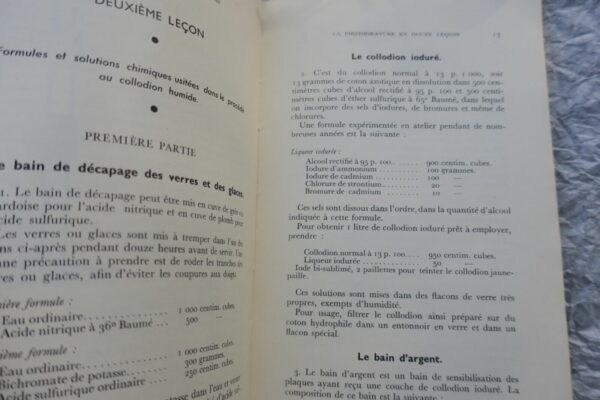 DEUXIÈME LEÇON
Formules et solutions chimiques usitées dans le procédé
au collodion humide.
PREMIÈRE PARTIE
e bain de décapage des verres et des glaces.
1. Le bain de décapage peut être mis en cuve de grès ou
ardoise pour l'acide nitrique et en cuve de plomb pour
acide sulfurique.
Les verres ou glaces sont mis à tremper dans l'un des
ns ci-après pendant douze heures avant de servir. Une
ne précaution à prendre est de roder les tranches des
res ou glaces, afin d'éviter les coupures aux doigts.
ière formule :
Eau ordinaire 1 000 centim. cubes.
Acide nitrique à 36º Baumé 500 —
ième formule :
Eau ordinaire 1 000 centim. cubes
Bichromate de potasse 300 grammes.
Acide sulfurique ordinaire 250 centim. cubes
dans l'eau et verser
LA PHOTOGRAVURE EN DOUZE LEÇONS 15
Le collodion ioduré.
2. C'est du collodion normal à 13 p. 1 000, soit
13 grammes de coton azotique en dissolution dans 500 cen-
timètres cubes d'alcool rectifié à 95 p. 100 et 500 centi-
mètres cubes d'éther sulfurique à 65º Baumé, dans lequel
on incorpore des sels d'iodures, de bromures et même de
chlorures.
Une formule expérimentée en atelier pendant de nom-
breuses années est la suivante :
Liqueur iodurée :
Alcool rectifié à 95 p. 100 900 centim. cubes.
Iodure d'ammonium 100 grammes.
Iodure de cadmium 100 —
Chlorure de strontium 20 —
Bromure de cadmium 10 —
Ces sels sont dissous dans l'ordre, dans la quantité d'alcool
indiquée à cette formule.
Pour obtenir 1 litre de collodion ioduré prêt à employer,
prendre :
Collodion normal à 13 p. 100 950 centim. cubes.
Liqueur iodurée 50 —
Iode bi-sublimé, 2 paillettes pour teinter le collodion jaune-
paille.
Ces solutions sont mises dans des flacons de verre très
propres, exempts d'humidité.
Pour usage, filtrer le collodion ainsi préparé sur du
coton hydrophile dans un entonnoir en verre et dans un
flacon spécial.
Le bain d'argent.
3. Le bain d'argent est un bain de sensibilisation des
plaques ayant reçu une couche de collodion ioduré. La
composition de ce bain est la suivante :